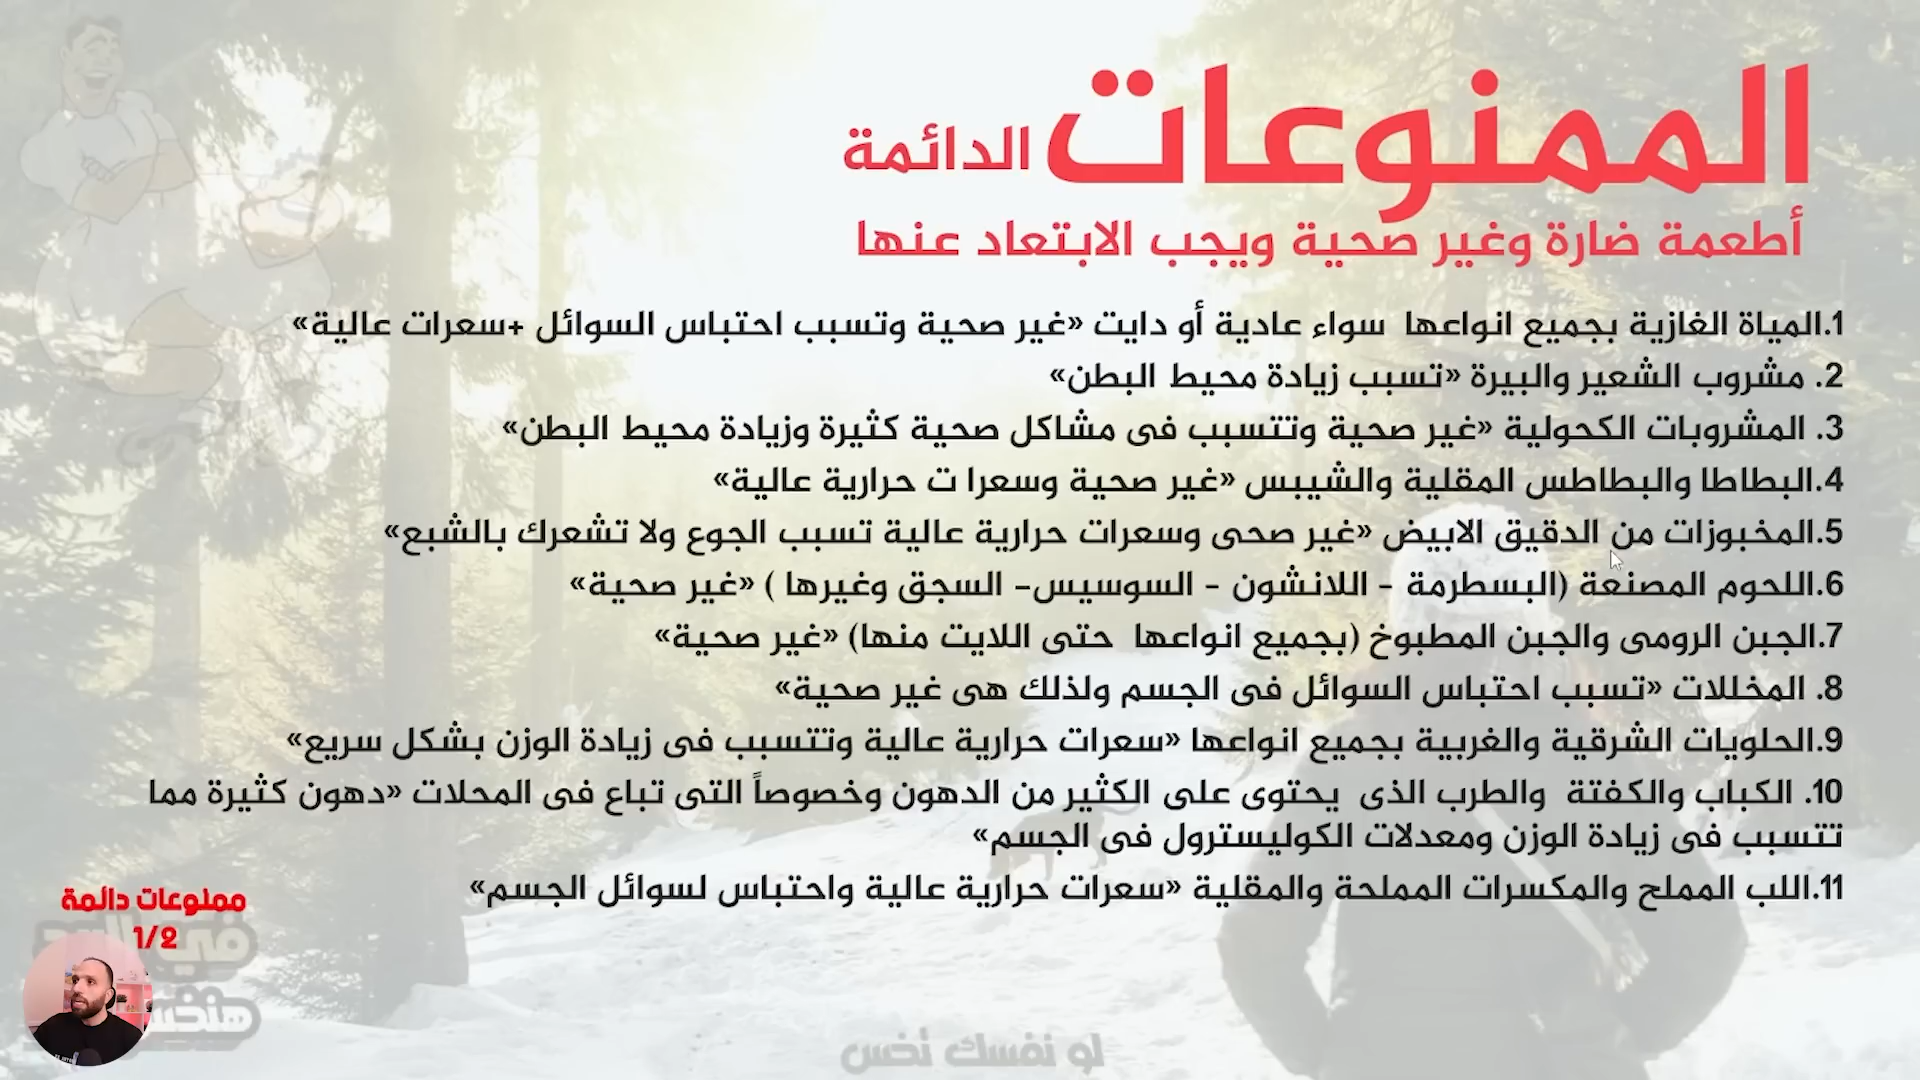 الممنوعات الدائمة
أطعمة ضارة وغير صحية ويجب الابتعاد عنها
1.المياة الغازية بجميع انواعها سواء عادية أو دايت «غير صحية وتسبب احتباس السوائل +سعرات عالية»
2. مشروب الشعير والبيرة «تسبب زيادة محيط البطن»
3. المشروبات الكحولية «غير صحية وتتسبب فى مشاكل صحية كثيرة وزيادة محيط البطن»
4.البطاطا والبطاطس المقلية والشيبس «غير صحية وسعرا ت حرارية عالية»
5.المخبوزات من الدقيق الابيض «غير صحى وسعرات حرارية عالية تسبب الجوع ولا تشعرك بالشبع»
6.اللحوم المصنعة (البسطرمة - اللانشون - السوسيس- السجق وغيرها ) «غير صحية»
7.الجبن الرومى والجبن المطبوخ (بجميع انواعها حتى اللايت منها) «غير صحية»
8. المخللات «تسبب احتباس السوائل فى الجسم ولذلك هى غير صحية»
9.الحلويات الشرقية والغربية بجميع انواعها «سعرات حرارية عالية وتتسبب فى زيادة الوزن بشكل سريع»
10. الكباب والكفتة والطرب الذى يحتوى على الكثير من الدهون وخصوصاً التى تباع فى المحلات «دهون كثيرة مما
تتسبب فى زيادة الوزن ومعدلات الكوليسترول فى الجسم»
11.اللب المملح والمكسرات المملحة والمقلية «سعرات حرارية عالية واحتباس لسوائل الجسم»
ممنوعات دائمة
1/2
في
هنخس
لو نفسك تخس